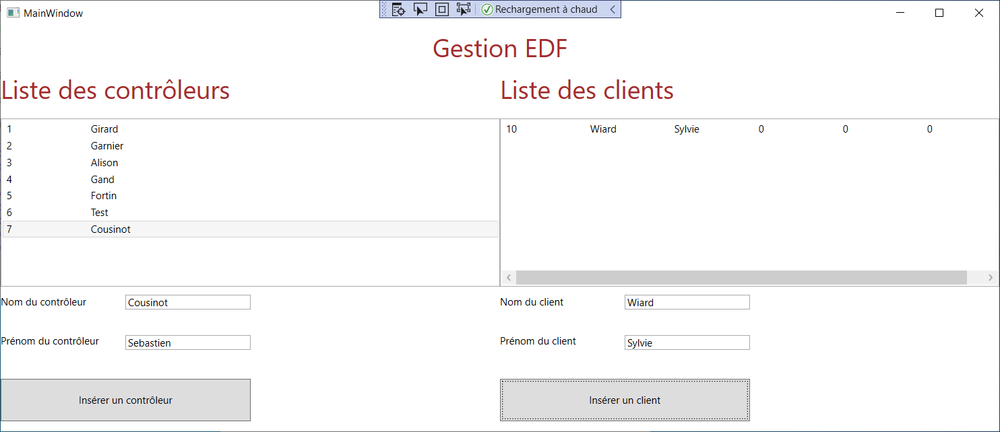 MainWindow
Rechargement à chaud
Gestion EDF
Liste des contrôleurs
Liste des clients
1 Girard
2 Garnier
3 Alison
4 Gand
5 Fortin
6 Test
7 Cousinot
10 Wiard Sylvie 0 0 0
Nom du contrôleur Cousinot
Prénom du contrôleur Sebastien
Insérer un contrôleur
Nom du client Wiard
Prénom du client Sylvie
Insérer un client